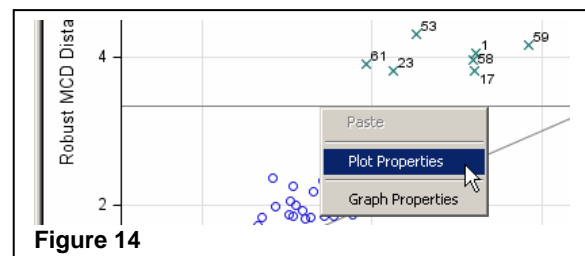 53
59
1
61
58
23
17
4
Robust MCD Dista
Paste
Plot Properties
Graph Properties
2
Figure 14